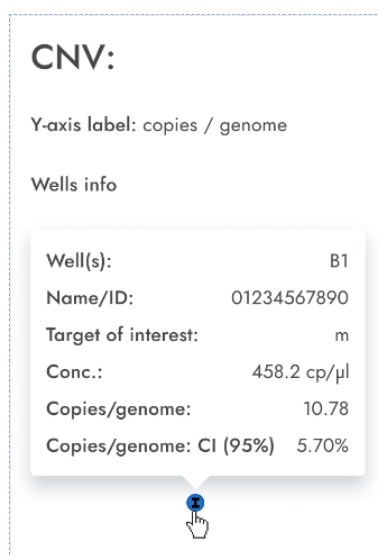 CNV:
Y-axis label: copies / genome
Wells info
Well(s): B1
Name/ID: 01234567890
Target of interest: m
Conc.: 458.2 cp/µl
Copies/genome: 10.78
Copies/genome: CI (95%) 5.70%